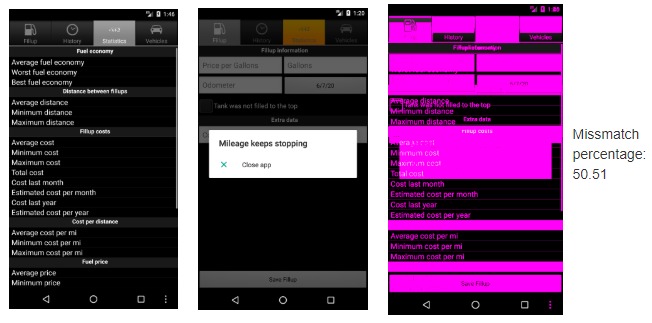 1:46
Fillup History Statistics Vehicles
Fuel economy
Average fuel economy
Worst fuel economy
Best fuel economy
Distance between fillups
Average distance
Minimum distance
Maximum distance
Fillup costs
Average cost
Minimum cost
Maximum cost
Total cost
Cost last month
Estimated cost per month
Cost last year
Estimated cost per year
Cost per distance
Average cost per mi
Minimum cost per mi
Maximum cost per mi
Fuel price
Average price
Minimum price
1:20
Fillup History Vehicles
Fillup Information
Price per Gallons Gallons
Odometer 6/7/20
Tank was not filled to the top
Extra data
Mileage keeps stopping
Close app
Save Fillup
History Vehicles
Average distance
Tank was not filled to the top
Minimum distance
Maximum distance
Extra data
Fillup costs
Minimum cost
Total cost
Cost last month
Estimated cost per month
Cost last year
Estimated cost per year
Average cost per mi
Minimum cost per mi
Maximum cost per mi
Save Fillup
Missmatch
percentage:
50.51